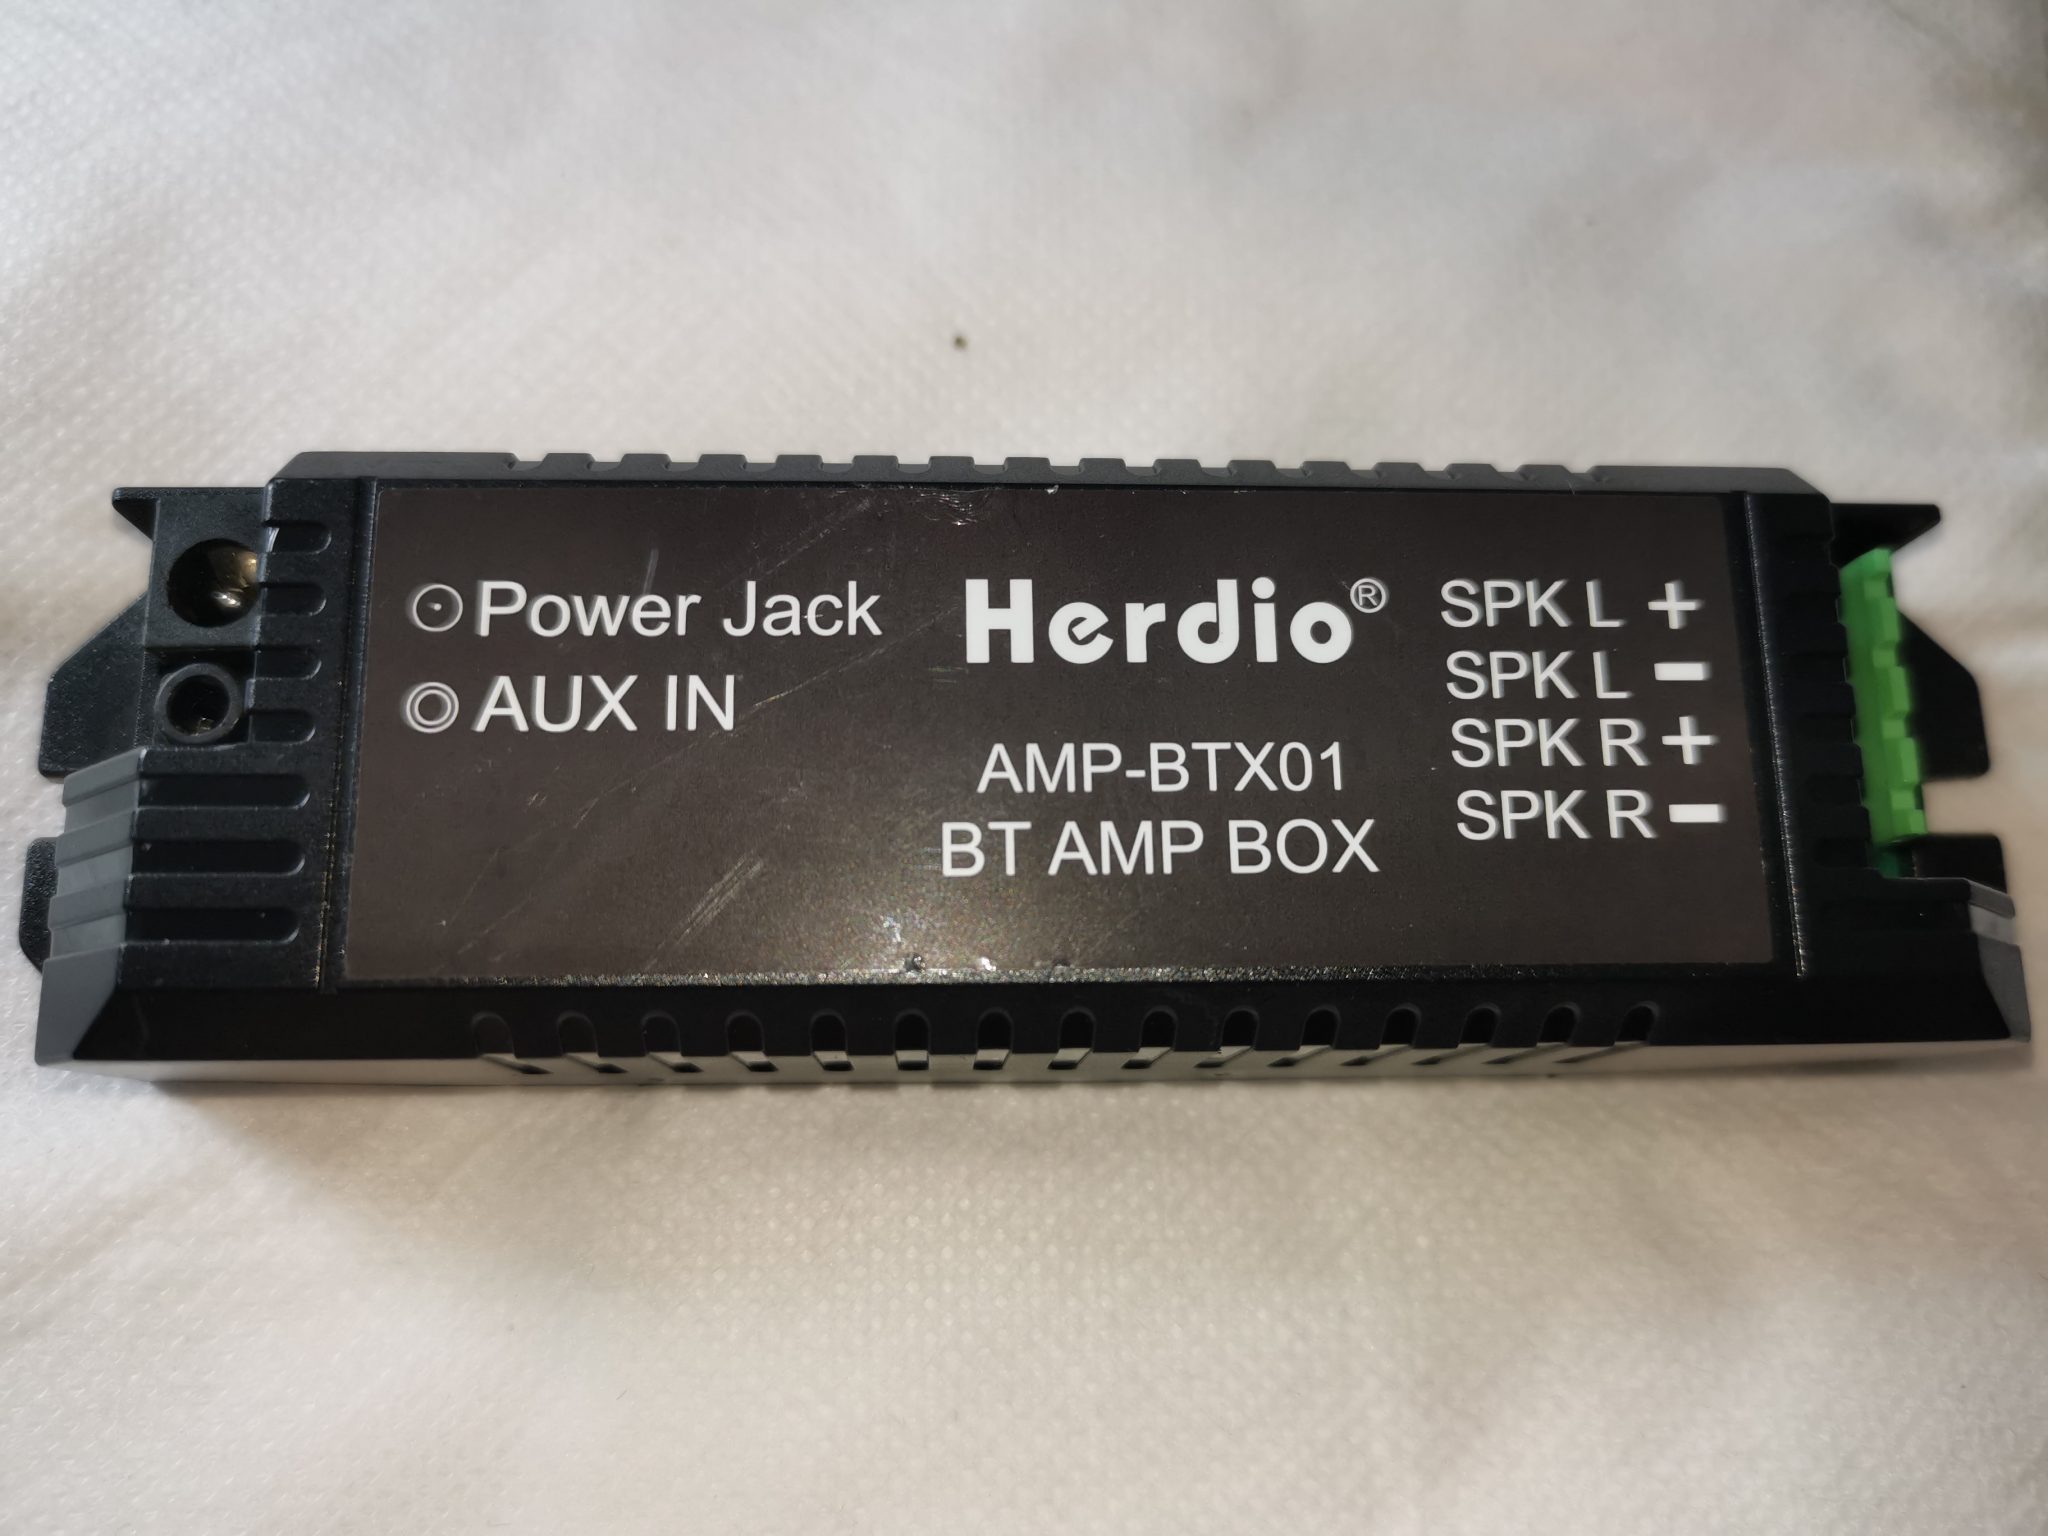 Power Jack
AUX IN
Herdio®
AMP-BTX01
BT AMP BOX
SPK L +
SPK L -
SPK R +
SPK R -